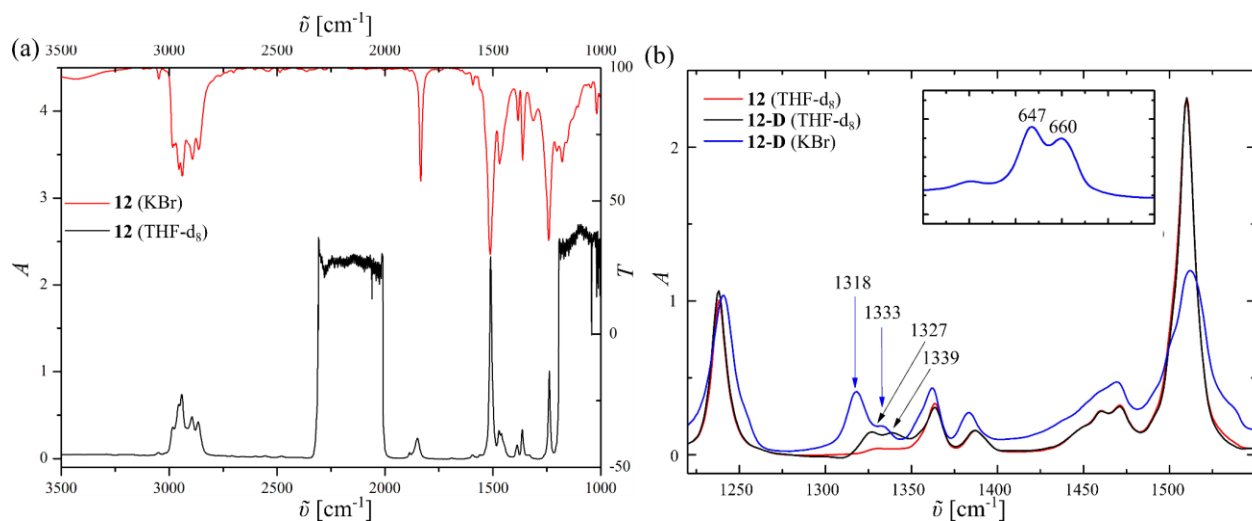 (a)
ṽ [cm⁻¹]
3500 3000 2500 2000 1500 1000
4
3
2
1
0
A
100
50
0
-50
T
12 (KBr)
12 (THF-d₈)
3500 3000 2500 2000 1500 1000
ṽ [cm⁻¹]
(b)
2
1
0
A
12 (THF-d₈)
12-D (THF-d₈)
12-D (KBr)
647 660
1318
1333
1327
1339
1250 1300 1350 1400 1450 1500
ṽ [cm⁻¹]